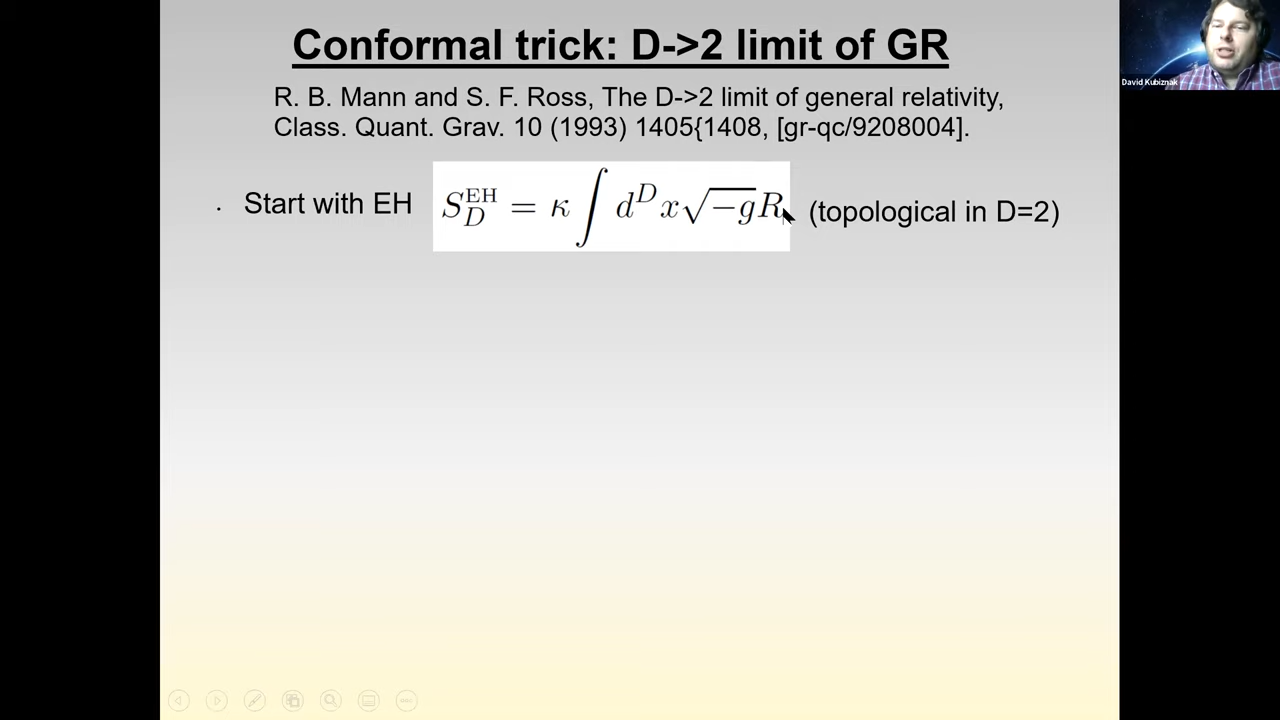 Conformal trick: D->2 limit of GR
David Kubiznak
R. B. Mann and S. F. Ross, The D->2 limit of general relativity,
Class. Quant. Grav. 10 (1993) 1405{1408, [gr-qc/9208004].
· Start with EH S_D^{EH} = κ ∫ d^D x √−g R (topological in D=2)